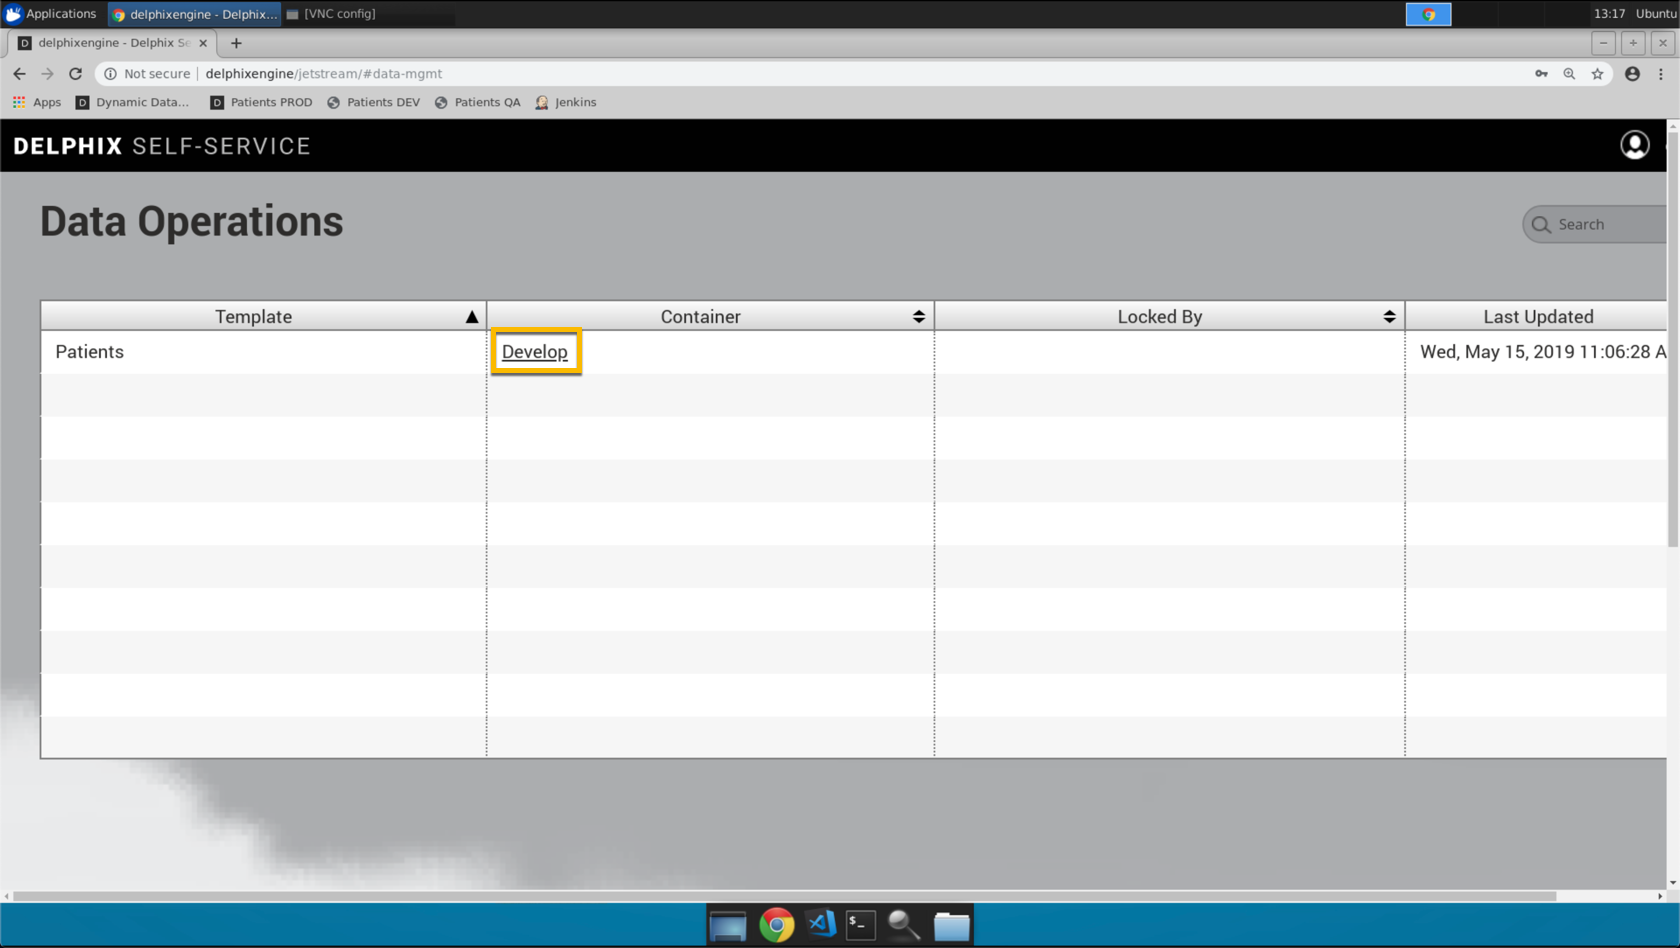 Applications
delphixengine - Delphix...
[VNC config]
13:17
Ubuntu
delphixengine - Delphix Se
Not secure
delphixengine/jetstream/#data-mgmt
Apps
Dynamic Data...
Patients PROD
Patients DEV
Patients QA
Jenkins
DELPHIX SELF-SERVICE
Data Operations
Search
Template
Container
Locked By
Last Updated
Patients
Develop
Wed, May 15, 2019 11:06:28 A